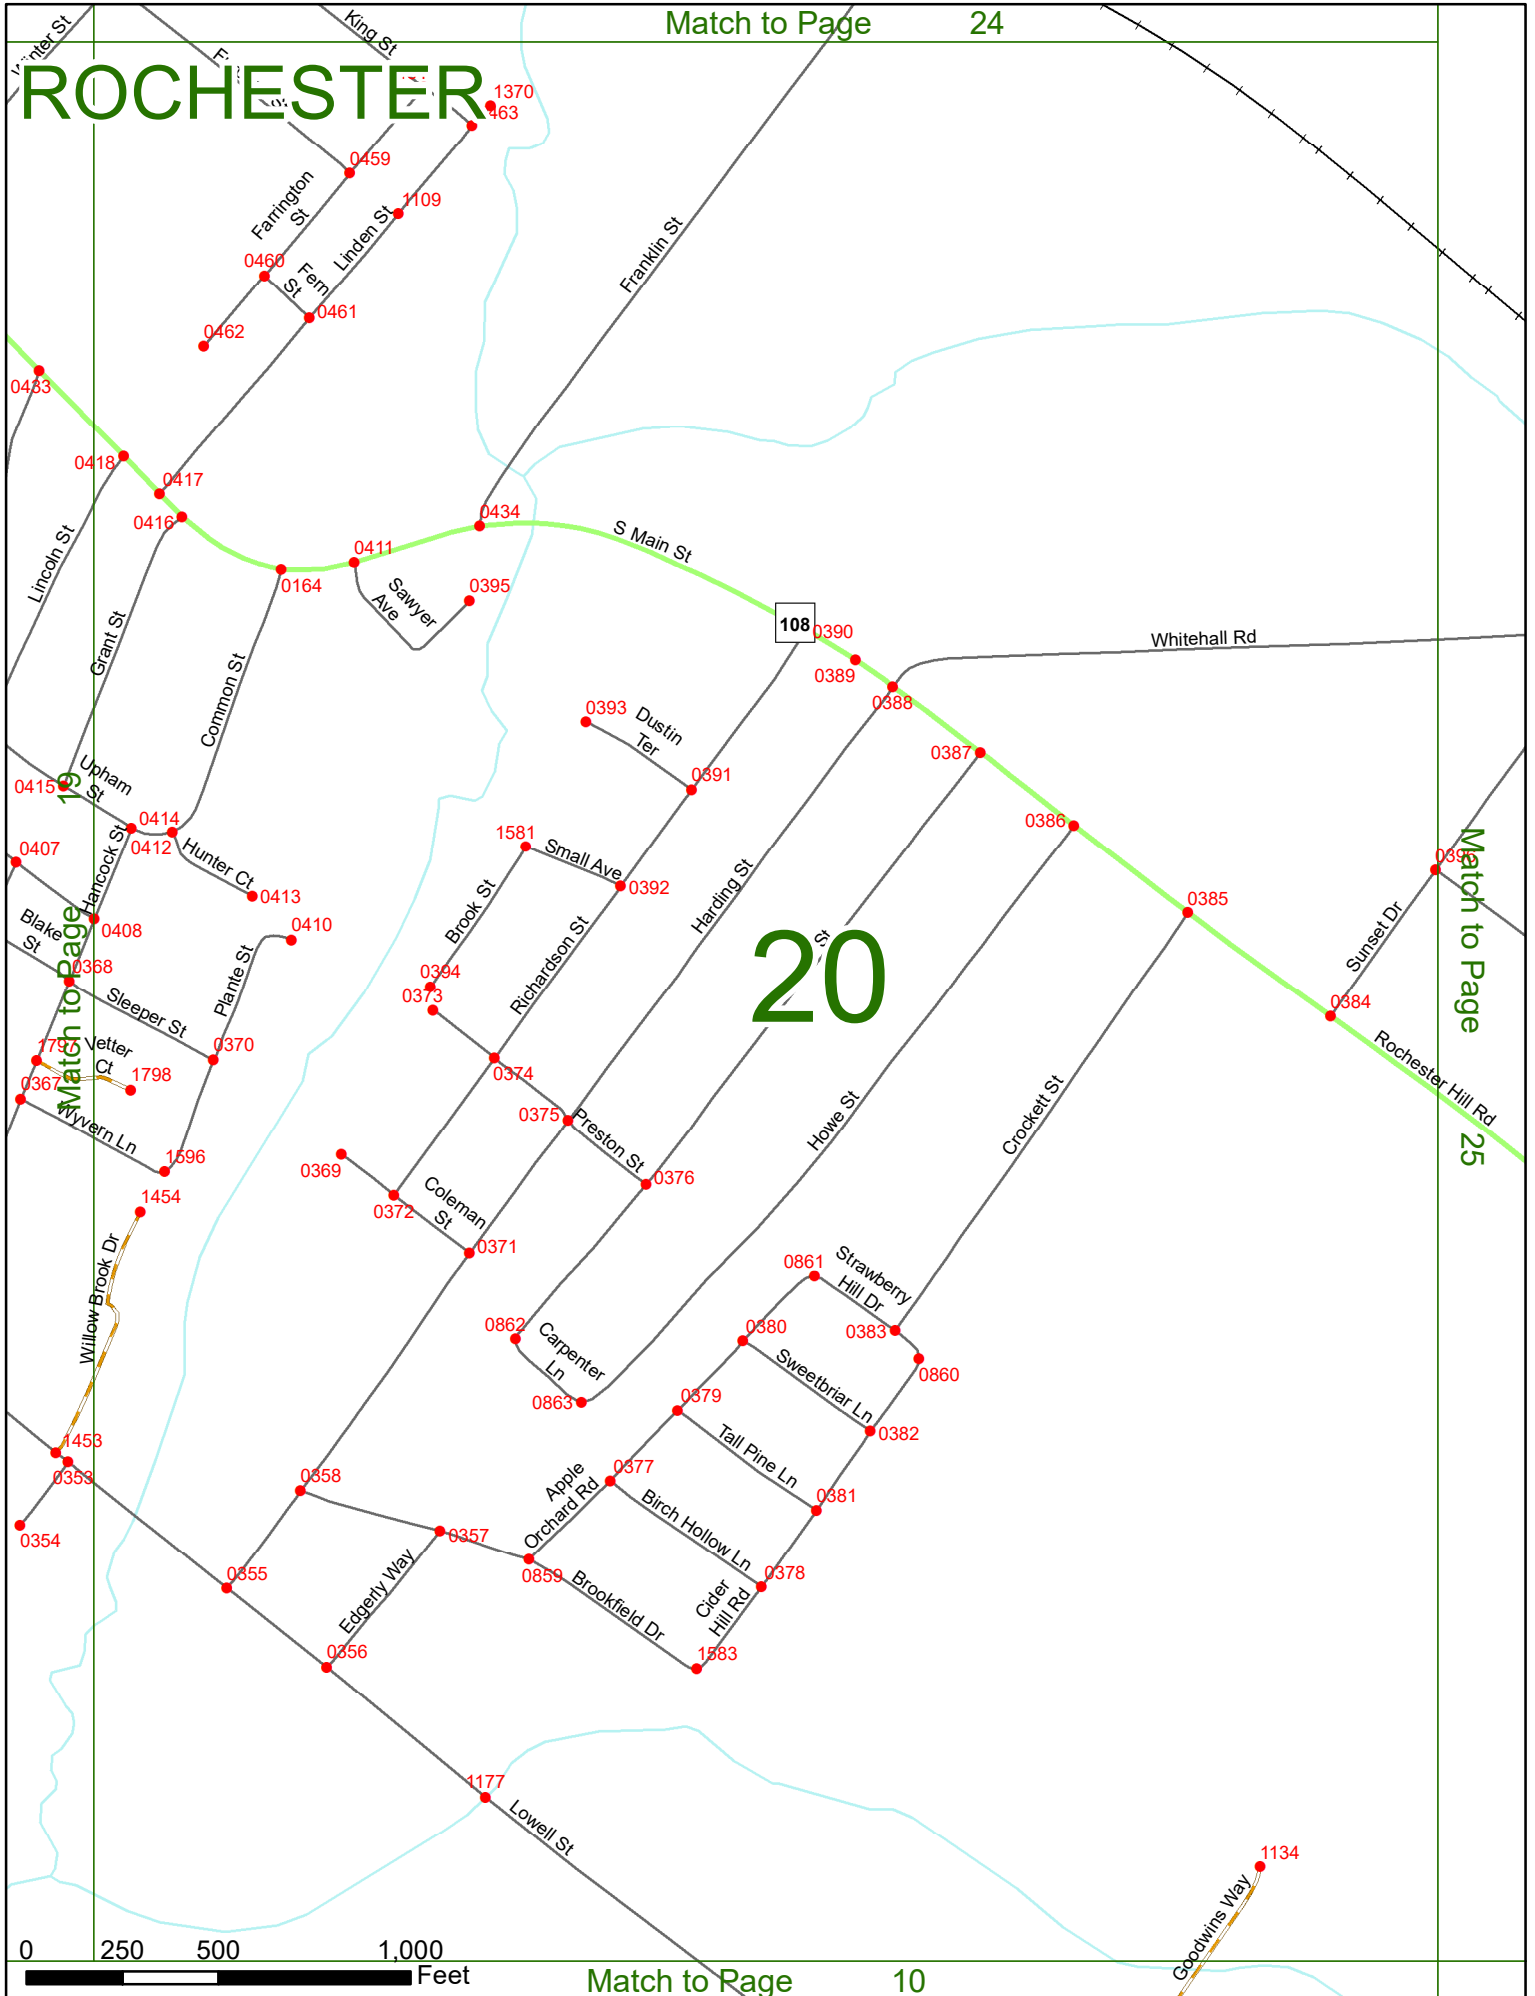 Match to Page 24
King St
Winter St
ROCHESTER
1370
0459
1109
Farrington
St
Linden St
Franklin St
0460
Fern
St
0461
0462
0433
0418
0417
0416
0434
S Main St
0411
0164
Sawyer
Ave
0395
Lincoln St
Grant St
Common St
108
0390
0389
Whitehall Rd
0388
0393
Dustin
Ter
0387
0391
0415
Upham
St
19
0414
0412
0386
1581
Small Ave
0392
0407
Hancock St
Hunter Ct
0413
Harding St
0385
Match to Page
Brook St
0408
0410
Blake
St
Richardson St
St
20
Sunset Dr
0368
Plante St
0394
0373
Sleeper St
0384
Match to Page
1797
Vetter
Ct
0370
1798
0374
Rochester Hill Rd
0367
0375
Preston St
Howe St
Crockett St
Wyvern Ln
1596
25
0369
0376
1454
Coleman
St
0372
0371
Willow Brook Dr
0861
Strawberry
Hill Dr
0862
Carpenter
Ln
0380
0383
0860
Sweetbriar Ln
0863
0379
0382
1453
Tall Pine Ln
0353
0358
Apple
Orchard Rd
0377
0381
Birch Hollow Ln
0354
0357
0355
Edgerly Way
0859
Brookfield Dr
0378
Cider
Hill Rd
0356
1583
1177
Lowell St
1134
Goodwins Way
0 250 500 1,000
Feet
Match to Page 10